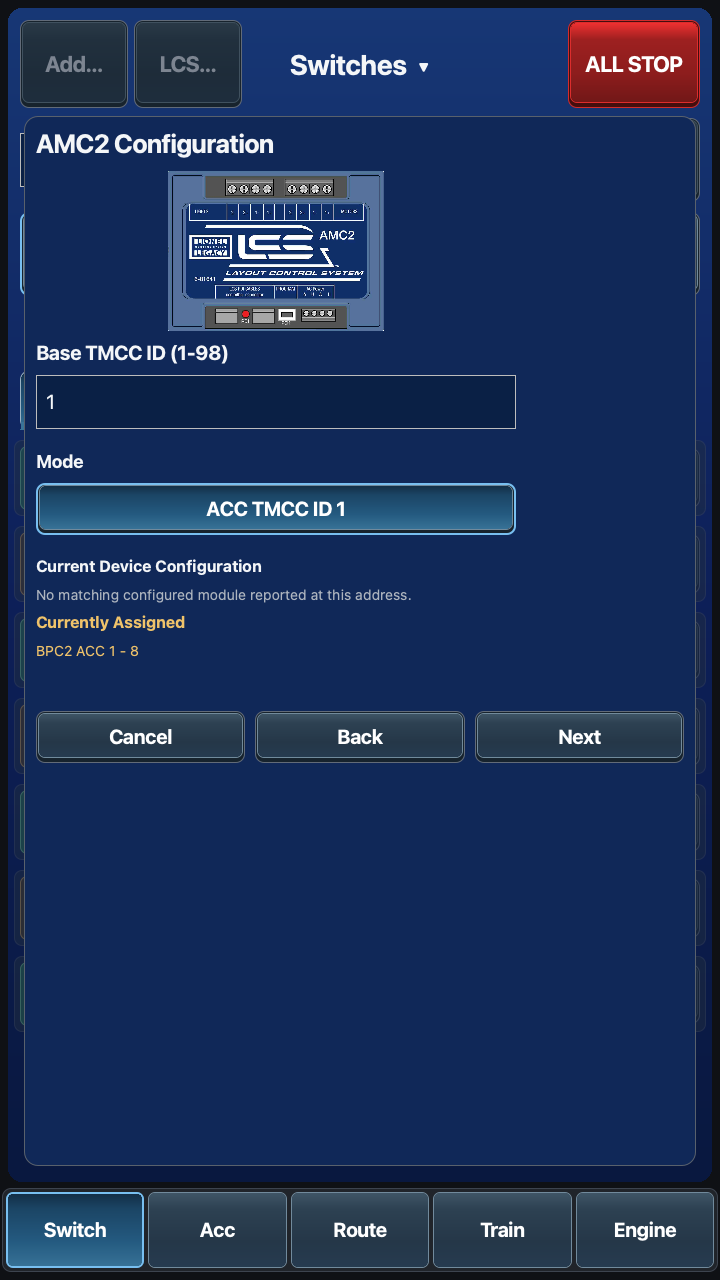 Add...
LCS...
Switches ▼
ALL STOP
AMC2 Configuration
AMC2
LIONEL
LEGACY
LCS
LAYOUT CONTROL SYSTEM
Base TMCC ID (1-98)
1
Mode
ACC TMCC ID 1
Current Device Configuration
No matching configured module reported at this address.
Currently Assigned
BPC2 ACC 1 - 8
Cancel
Back
Next
Switch
Acc
Route
Train
Engine